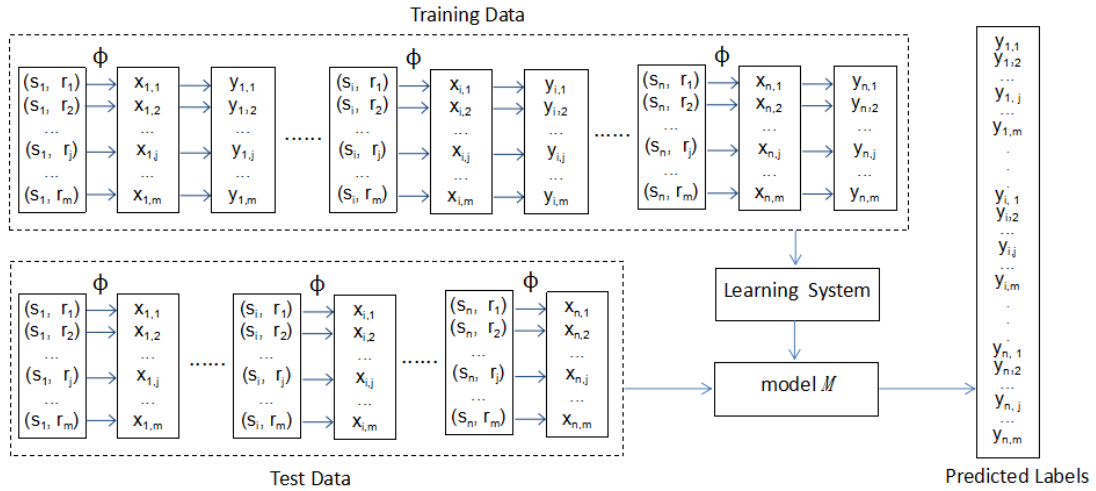 Training Data
ϕ ϕ ϕ
(s1, r1) x1,1 y1,1 (si, r1) xi,1 yi,1 (sn, r1) xn,1 yn,1
(s1, r2) x1,2 y1,2 (si, r2) xi,2 yi,2 (sn, r2) xn,2 yn,2
... ... ... ...... ... ... ... ...... ... ... ...
(s1, rj) x1,j y1,j (si, rj) xi,j yi,j (sn, rj) xn,j yn,j
... ... ... ... ... ... ... ... ...
(s1, rm) x1,m y1,m (si, rm) xi,m yi,m (sn, rm) xn,m yn,m
Learning System
model M
ϕ ϕ ϕ
(s1, r1) x1,1 (si, r1) xi,1 (sn, r1) xn,1
(s1, r2) x1,2 (si, r2) xi,2 (sn, r2) xn,2
... ... ...... ... ... ...... ... ...
(s1, rj) x1,j (si, rj) xi,j (sn, rj) xn,j
... ... ... ... ... ...
(s1, rm) x1,m (si, rm) xi,m (sn, rm) xn,m
Test Data
y1,1
y1,2
...
y1, j
...
y1,m
.
.
.
yi, 1
yi,2
...
yi,j
...
yi,m
.
.
yn, 1
yn,2
...
yn, j
...
yn,m
Predicted Labels